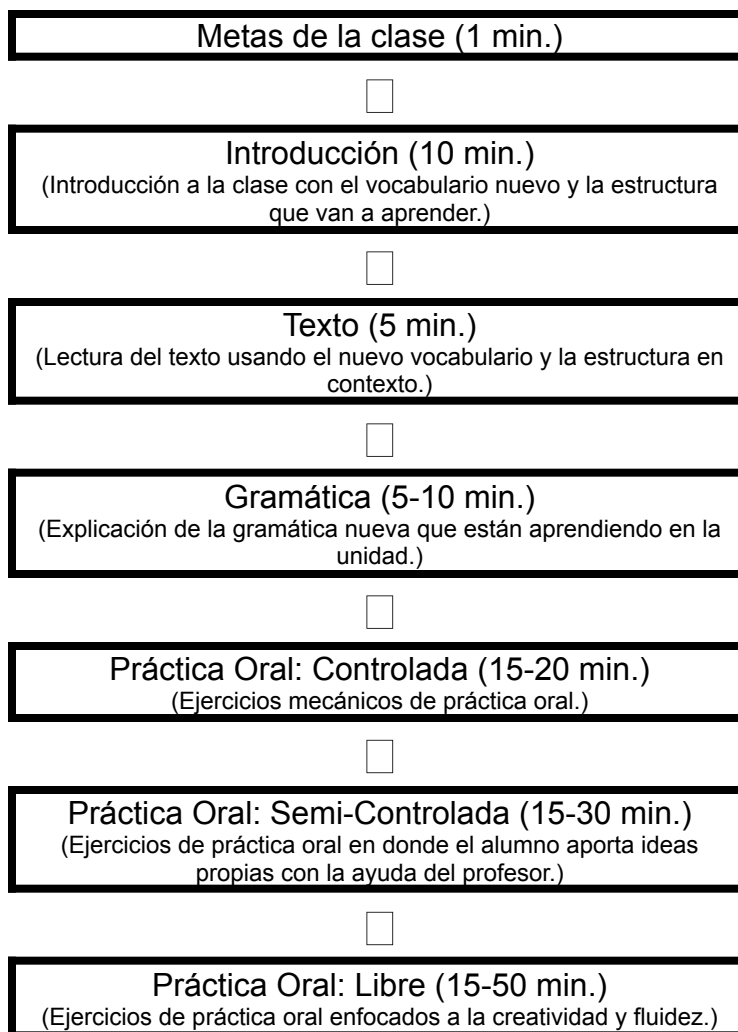 Metas de la clase (1 min.)
Introducción (10 min.)
(Introducción a la clase con el vocabulario nuevo y la estructura
que van a aprender.)
Texto (5 min.)
(Lectura del texto usando el nuevo vocabulario y la estructura en
contexto.)
Gramática (5-10 min.)
(Explicación de la gramática nueva que están aprendiendo en la
unidad.)
Práctica Oral: Controlada (15-20 min.)
(Ejercicios mecánicos de práctica oral.)
Práctica Oral: Semi-Controlada (15-30 min.)
(Ejercicios de práctica oral en donde el alumno aporta ideas
propias con la ayuda del profesor.)
Práctica Oral: Libre (15-50 min.)
(Ejercicios de práctica oral enfocados a la creatividad y fluidez.)